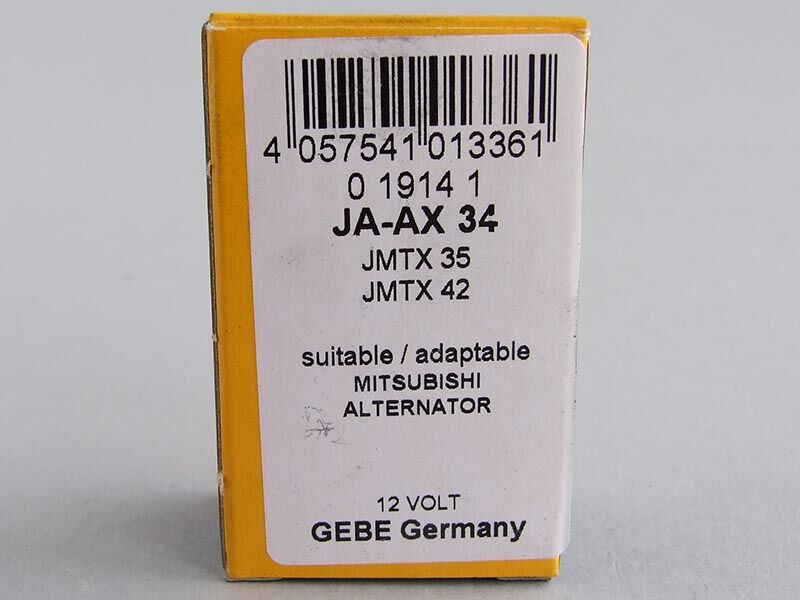 4 057541 013361
0 1914 1
JA-AX 34
JMTX 35
JMTX 42
suitable / adaptable
MITSUBISHI
ALTERNATOR
12 VOLT
GEBE Germany